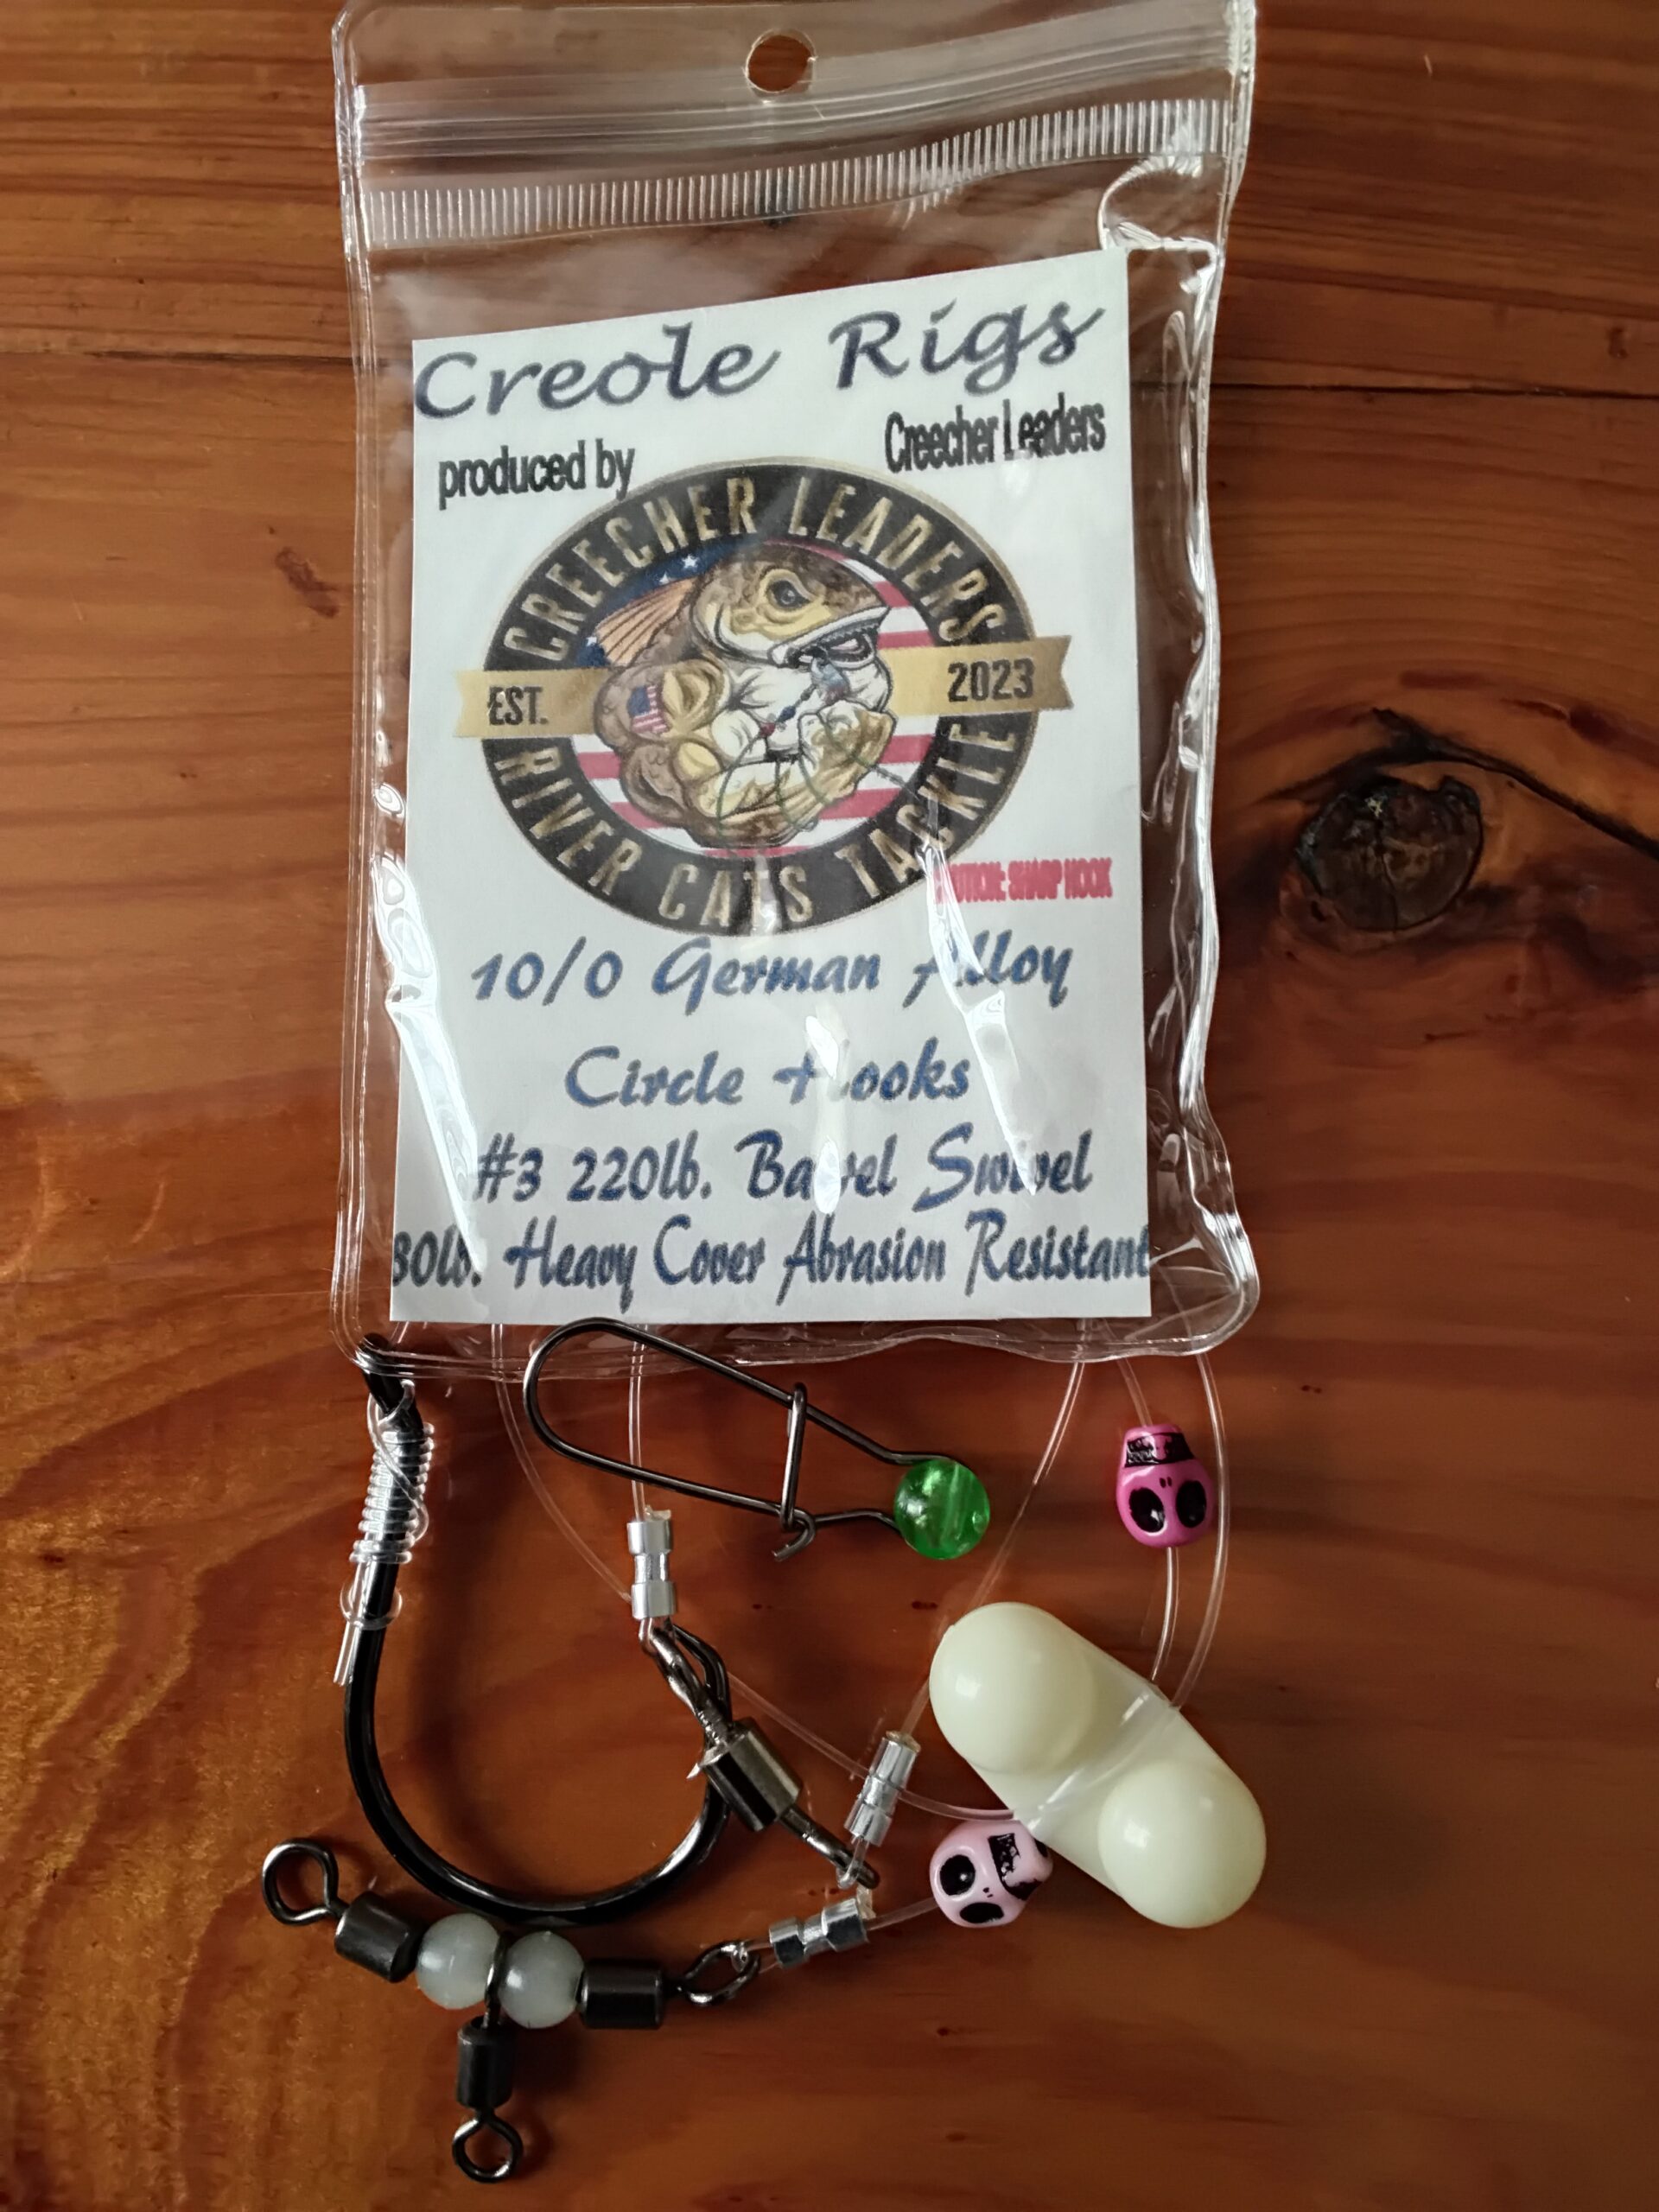 Creole Rigs
produced by
Creecher Leaders
CREECHER LEADERS
EST.
2023
RIVER CATS TACKLE
SHARP HOOK
10/0 German Alloy
Circle Hooks
#3 220lb. Barrel Swivel
80lb. Heavy Cover Abrasion Resistant